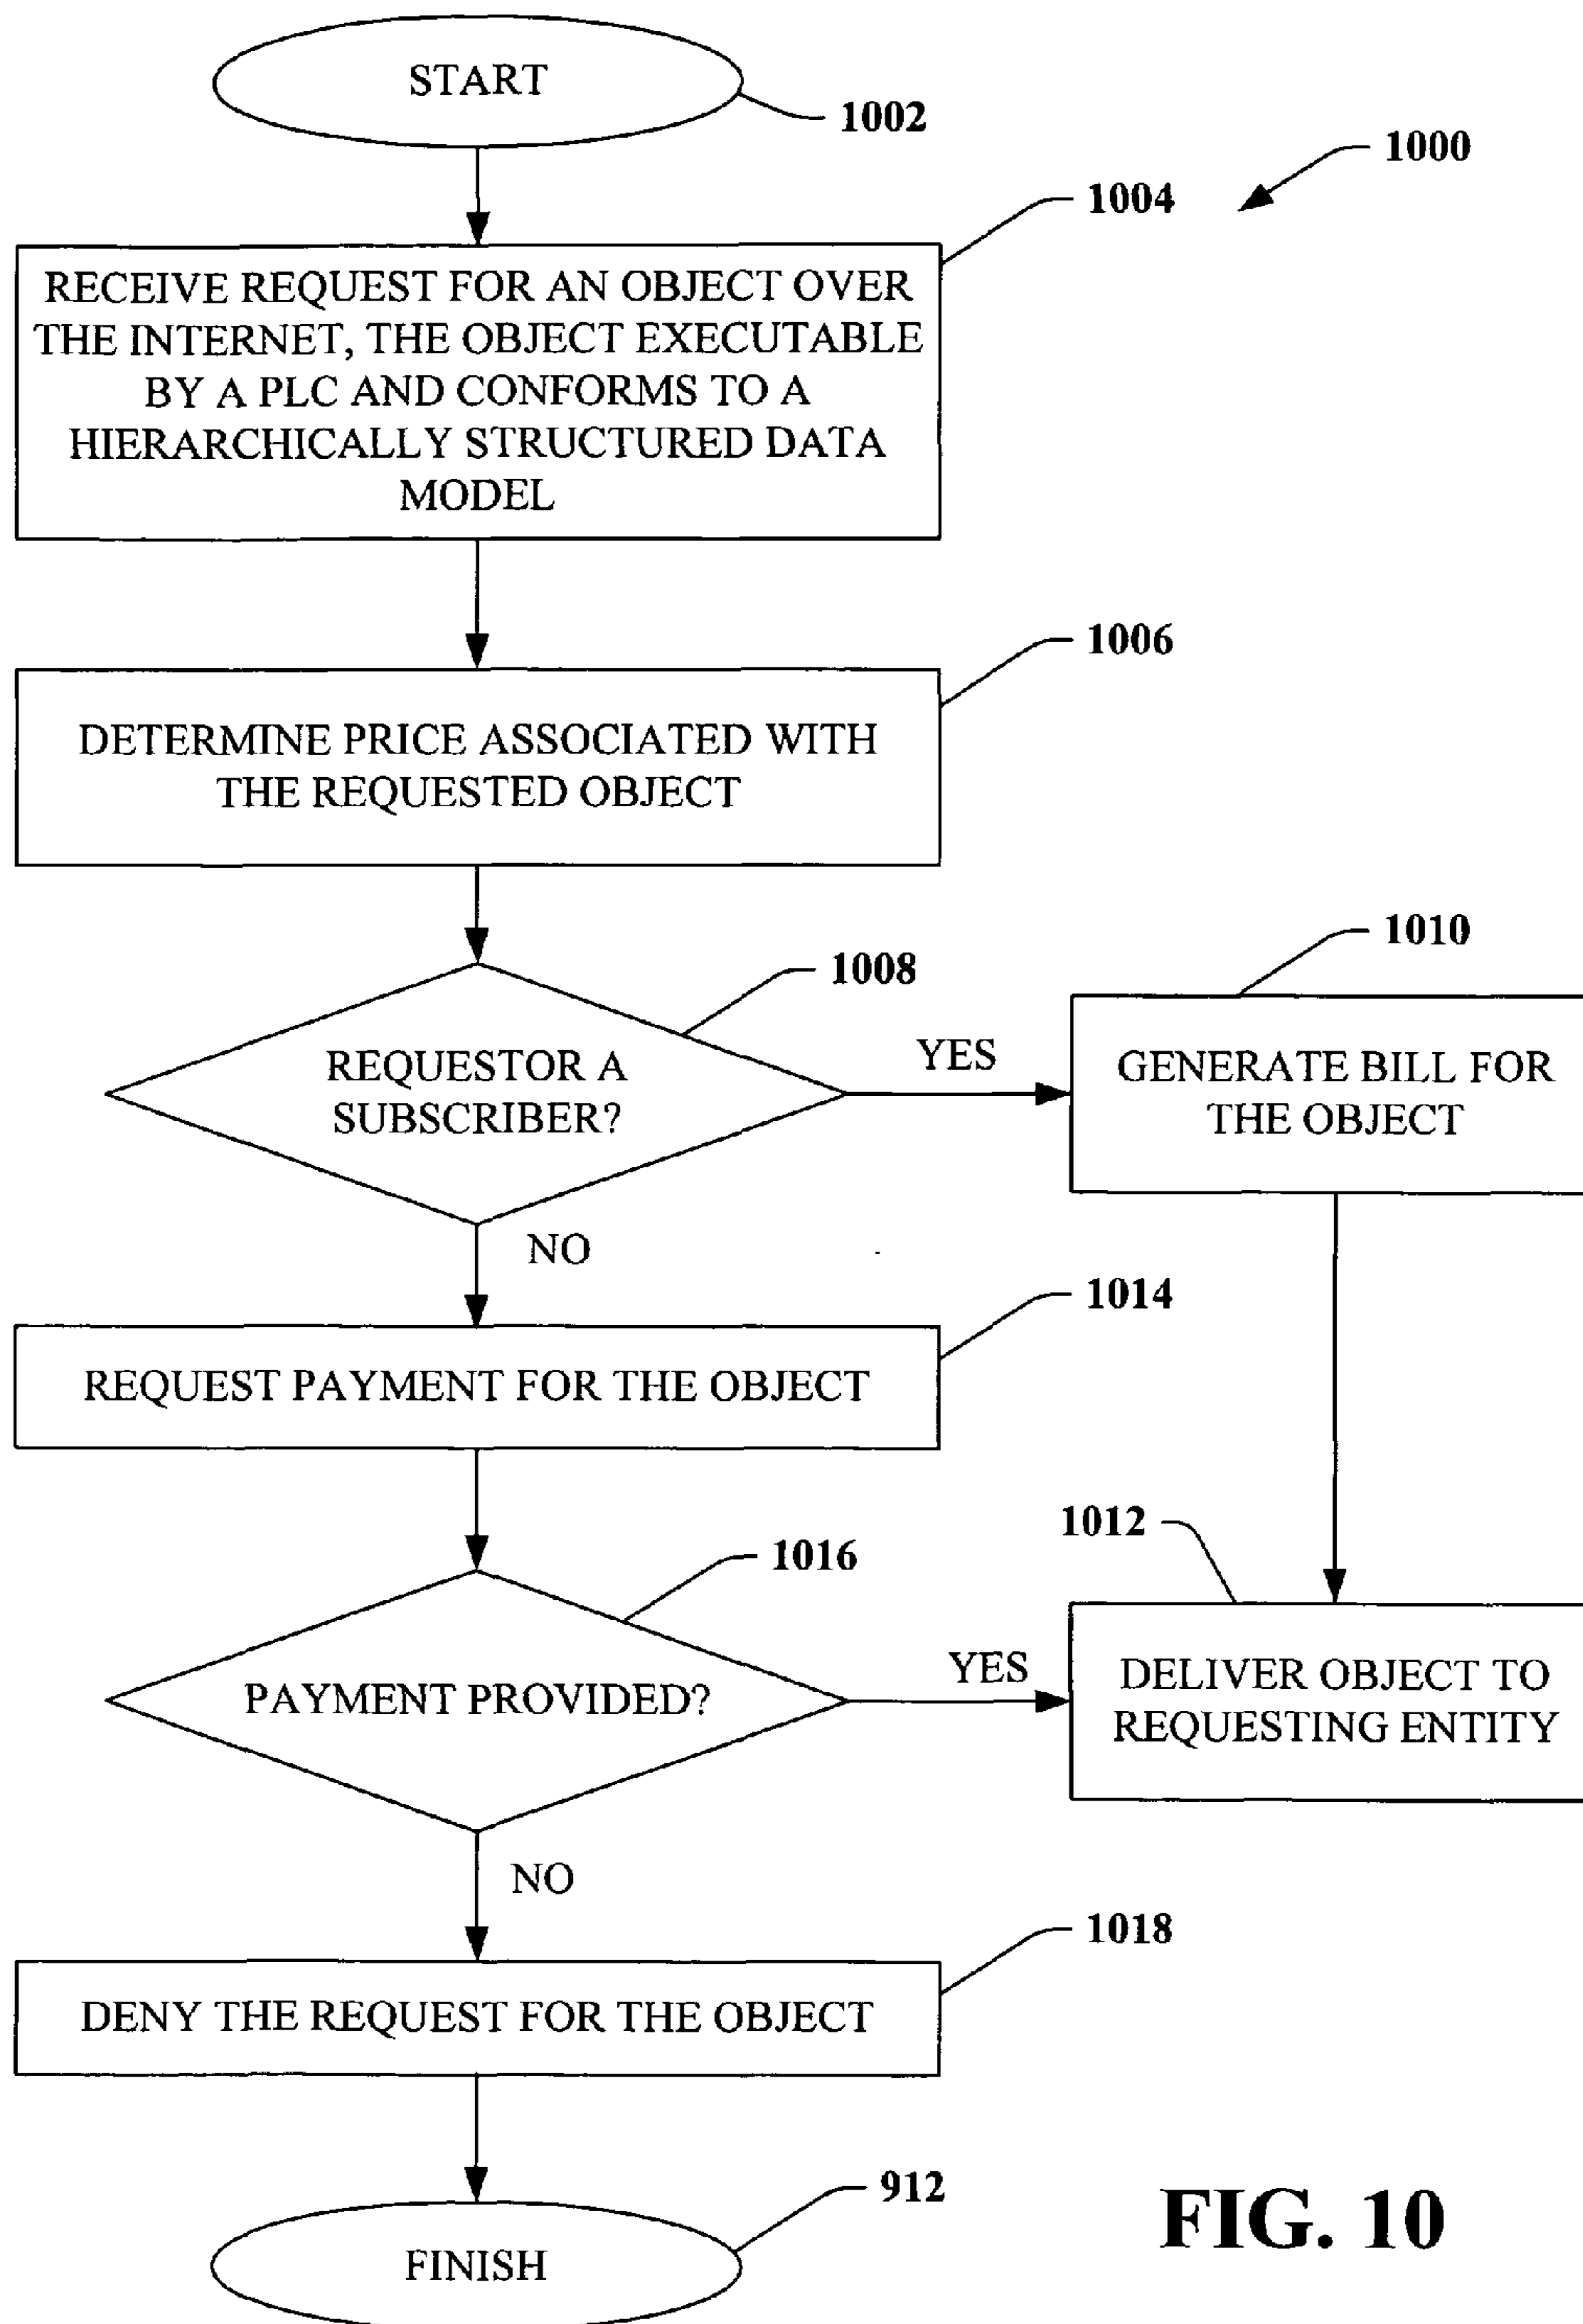 START
1002
1000
1004
RECEIVE REQUEST FOR AN OBJECT OVER
THE INTERNET, THE OBJECT EXECUTABLE
BY A PLC AND CONFORMS TO A
HIERARCHICALLY STRUCTURED DATA
MODEL
1006
DETERMINE PRICE ASSOCIATED WITH
THE REQUESTED OBJECT
1008
REQUESTOR A
SUBSCRIBER?
YES
1010
GENERATE BILL FOR
THE OBJECT
NO
1014
REQUEST PAYMENT FOR THE OBJECT
1016
PAYMENT PROVIDED?
YES
1012
DELIVER OBJECT TO
REQUESTING ENTITY
NO
1018
DENY THE REQUEST FOR THE OBJECT
912
FINISH
FIG. 10